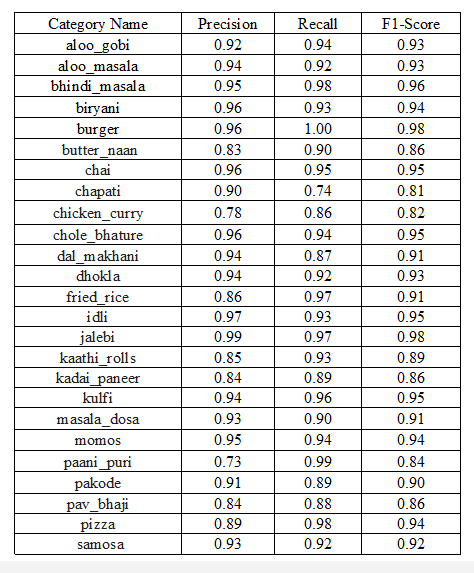 Category Name Precision Recall F1-Score
aloo_gobi 0.92 0.94 0.93
aloo_masala 0.94 0.92 0.93
bhindi_masala 0.95 0.98 0.96
biryani 0.96 0.93 0.94
burger 0.96 1.00 0.98
butter_naan 0.83 0.90 0.86
chai 0.96 0.95 0.95
chapati 0.90 0.74 0.81
chicken_curry 0.78 0.86 0.82
chole_bhature 0.96 0.94 0.95
dal_makhani 0.94 0.87 0.91
dhokla 0.94 0.92 0.93
fried_rice 0.86 0.97 0.91
idli 0.97 0.93 0.95
jalebi 0.99 0.97 0.98
kaathi_rolls 0.85 0.93 0.89
kadai_paneer 0.84 0.89 0.86
kulfi 0.94 0.96 0.95
masala_dosa 0.93 0.90 0.91
momos 0.95 0.94 0.94
paani_puri 0.73 0.99 0.84
pakode 0.91 0.89 0.90
pav_bhaji 0.84 0.88 0.86
pizza 0.89 0.98 0.94
samosa 0.93 0.92 0.92